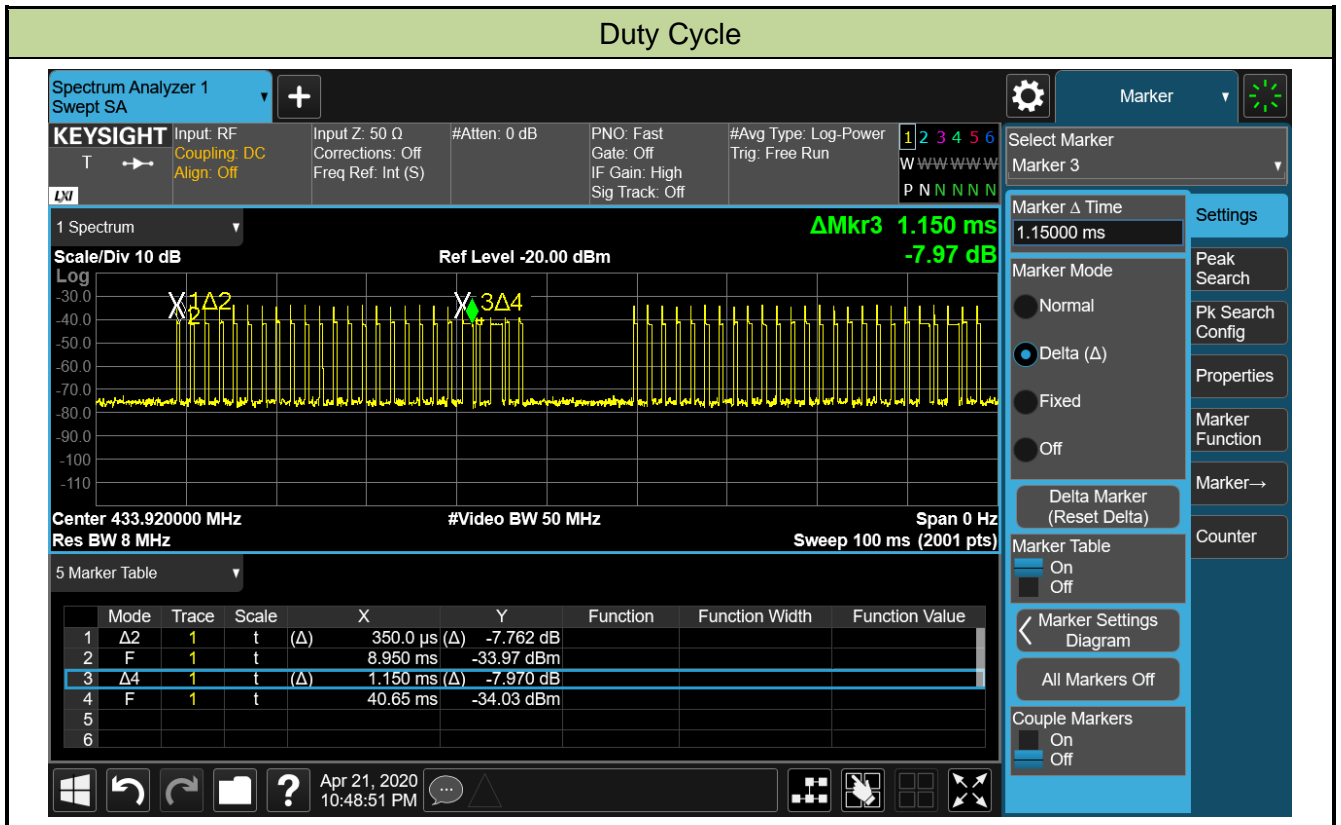 Duty Cycle
Spectrum Analyzer 1
Swept SA
Marker
KEYSIGHT
T
LXI
Input: RF
Coupling: DC
Align: Off
Input Z: 50 Ω
Corrections: Off
Freq Ref: Int (S)
#Atten: 0 dB
PNO: Fast
Gate: Off
IF Gain: High
Sig Track: Off
#Avg Type: Log-Power
Trig: Free Run
1 2 3 4 5 6
W W W W W W
P N N N N N
Select Marker
Marker 3
1 Spectrum
ΔMkr3 1.150 ms
-7.97 dB
Scale/Div 10 dB
Ref Level -20.00 dBm
Log
-30.0
-40.0
-50.0
-60.0
-70.0
-80.0
-90.0
-100
-110
1Δ2
2
3Δ4
Center 433.920000 MHz
#Video BW 50 MHz
Span 0 Hz
Res BW 8 MHz
Sweep 100 ms (2001 pts)
5 Marker Table
Mode Trace Scale X Y Function Function Width Function Value
1 Δ2 1 t (Δ) 350.0 µs (Δ) -7.762 dB
2 F 1 t 8.950 ms -33.97 dBm
3 Δ4 1 t (Δ) 1.150 ms (Δ) -7.970 dB
4 F 1 t 40.65 ms -34.03 dBm
5
6
Marker Δ Time
1.15000 ms
Marker Mode
Normal
Delta (Δ)
Fixed
Off
Delta Marker
(Reset Delta)
Marker Table
On
Off
Marker Settings
Diagram
All Markers Off
Couple Markers
On
Off
Settings
Peak
Search
Pk Search
Config
Properties
Marker
Function
Marker→
Counter
?
Apr 21, 2020
10:48:51 PM